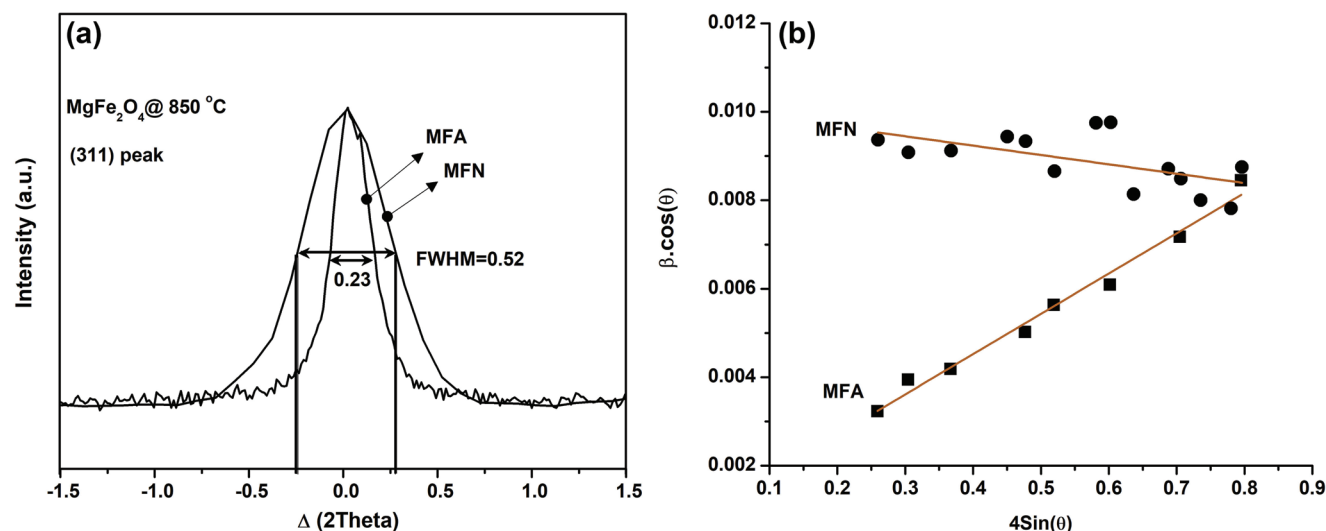 (a)
MgFe₂O₄@ 850 °C
(311) peak
MFA
MFN
FWHM=0.52
0.23
Intensity (a.u.)
-1.5 -1.0 -0.5 0.0 0.5 1.0 1.5
Δ (2Theta)
(b)
0.012
0.010
0.008
0.006
0.004
0.002
MFN
MFA
β.cos(θ)
0.1 0.2 0.3 0.4 0.5 0.6 0.7 0.8 0.9
4Sin(θ)